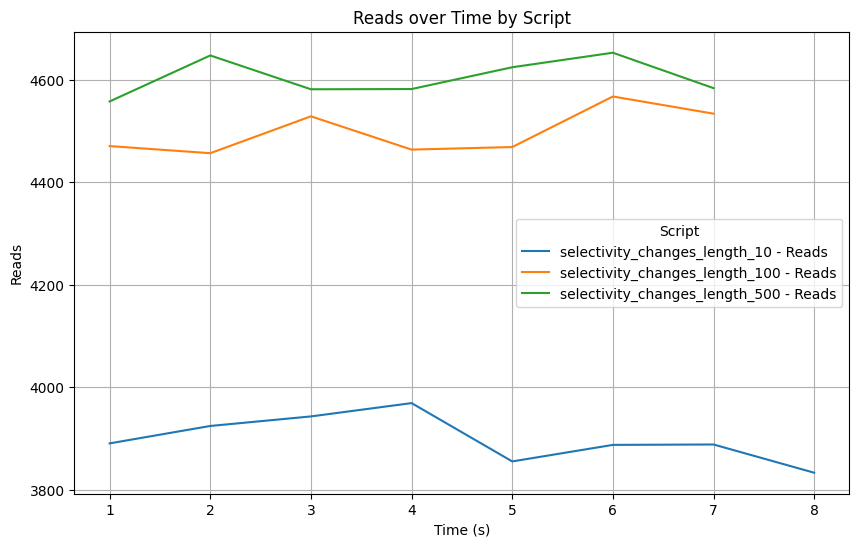 Reads over Time by Script
Reads
4600
4400
4200
4000
3800
Script
selectivity_changes_length_10 - Reads
selectivity_changes_length_100 - Reads
selectivity_changes_length_500 - Reads
1 2 3 4 5 6 7 8
Time (s)